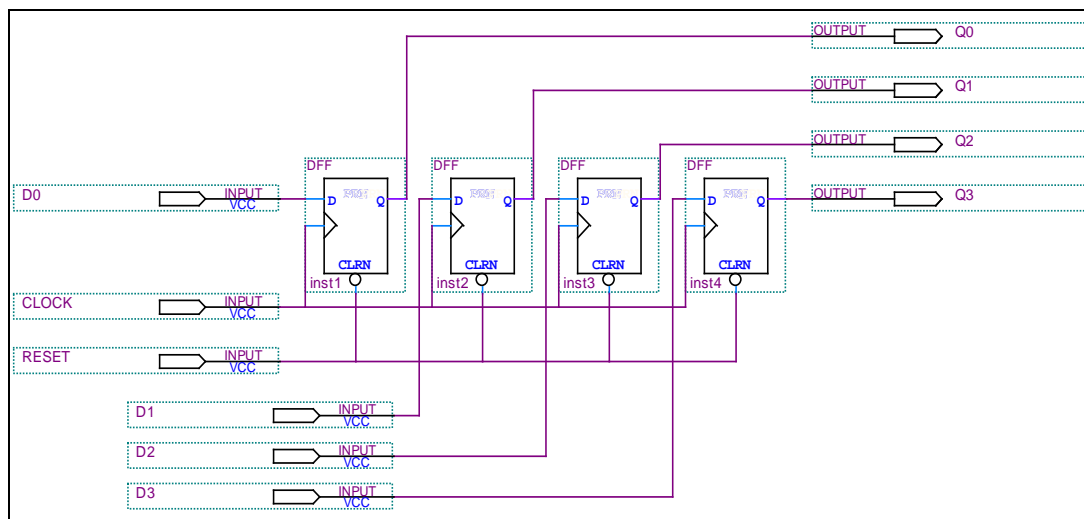 OUTPUT Q0
OUTPUT Q1
OUTPUT Q2
OUTPUT Q3
DFF DFF DFF DFF
D0 INPUT
VCC
D Q D Q D Q D Q
CLRN CLRN CLRN CLRN
inst1 inst2 inst3 inst4
CLOCK INPUT
VCC
RESET INPUT
VCC
D1 INPUT
VCC
D2 INPUT
VCC
D3 INPUT
VCC